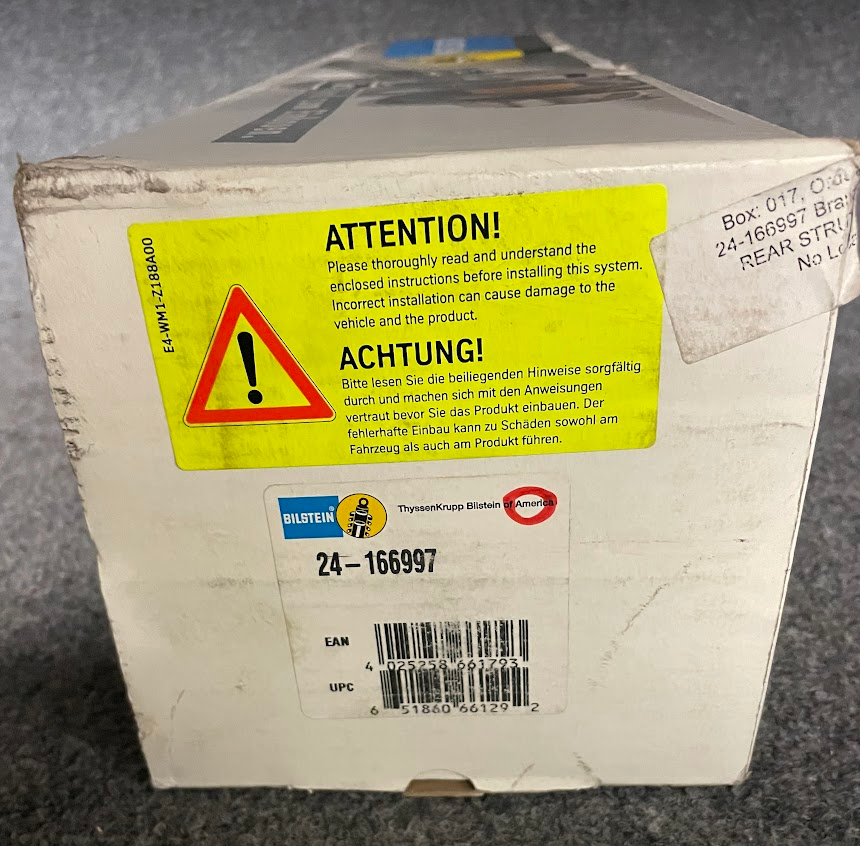 E4-WM1-Z188A00
ATTENTION!
Please thoroughly read and understand the
enclosed instructions before installing this system.
Incorrect installation can cause damage to the
vehicle and the product.
ACHTUNG!
Bitte lesen Sie die beiliegenden Hinweise sorgfältig
durch und machen sich mit den Anweisungen
vertraut bevor Sie das Produkt einbauen. Der
fehlerhafte Einbau kann zu Schäden sowohl am
Fahrzeug als auch am Produkt führen.
Box: 017,
24-166997
REAR
No
BILSTEIN®
ThyssenKrupp Bilstein of America
24-166997
EAN
4 025258 661793
UPC
6 51860 66129 2